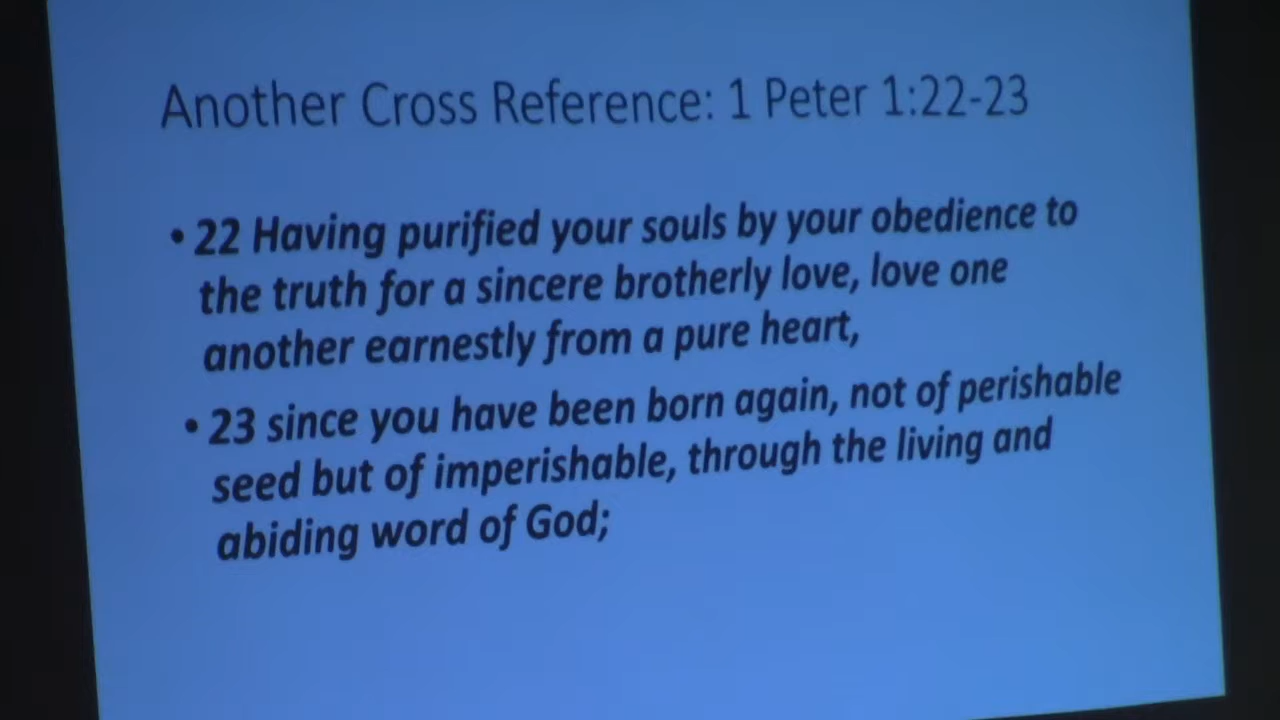 Another Cross Reference: 1 Peter 1:22-23
• 22 Having purified your souls by your obedience to
the truth for a sincere brotherly love, love one
another earnestly from a pure heart,
• 23 since you have been born again, not of perishable
seed but of imperishable, through the living and
abiding word of God;